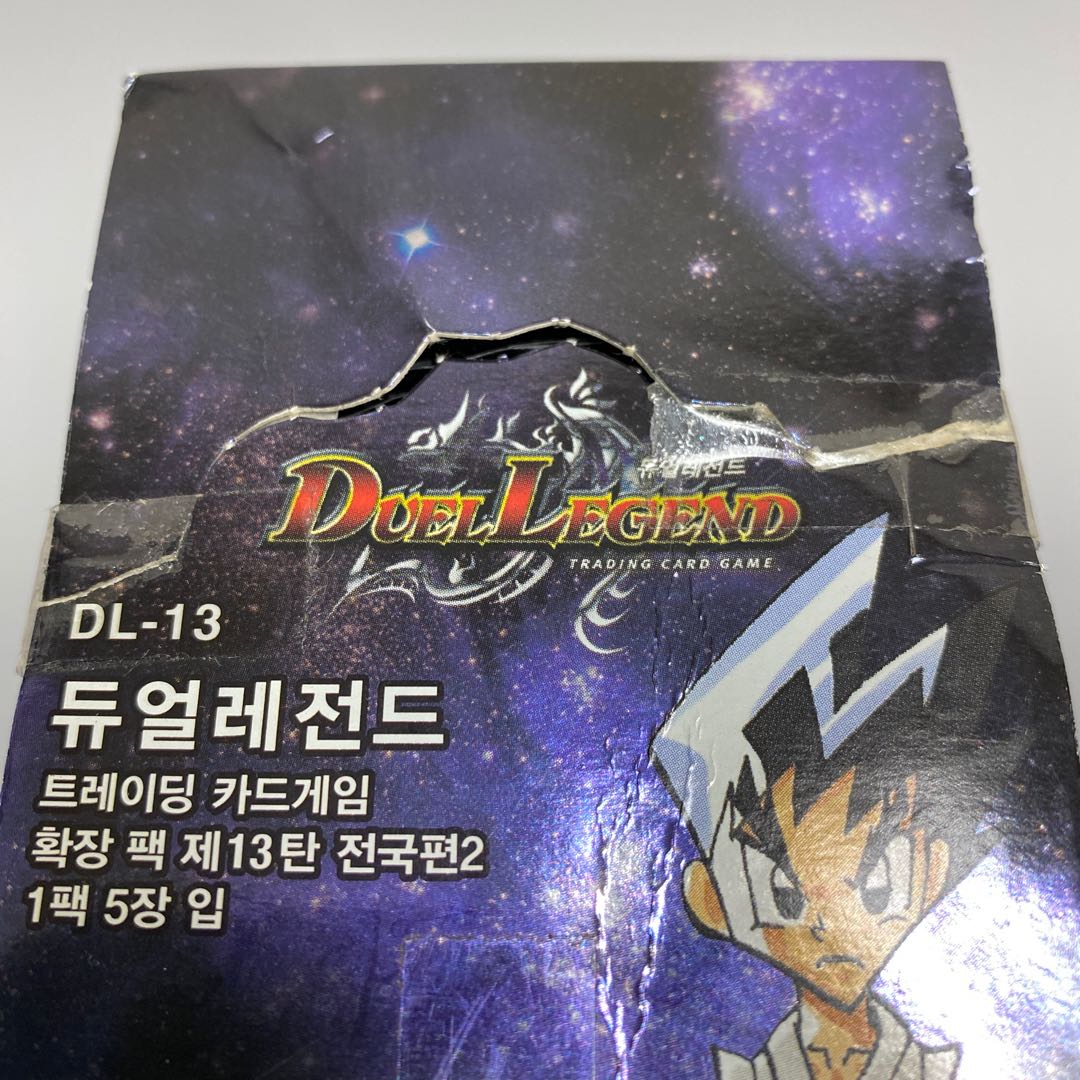 듀얼레전드
DUEL LEGEND
TRADING CARD GAME
DL-13
듀얼레전드
트레이딩 카드게임
확장 팩 제13탄 전국편2
1팩 5장 입